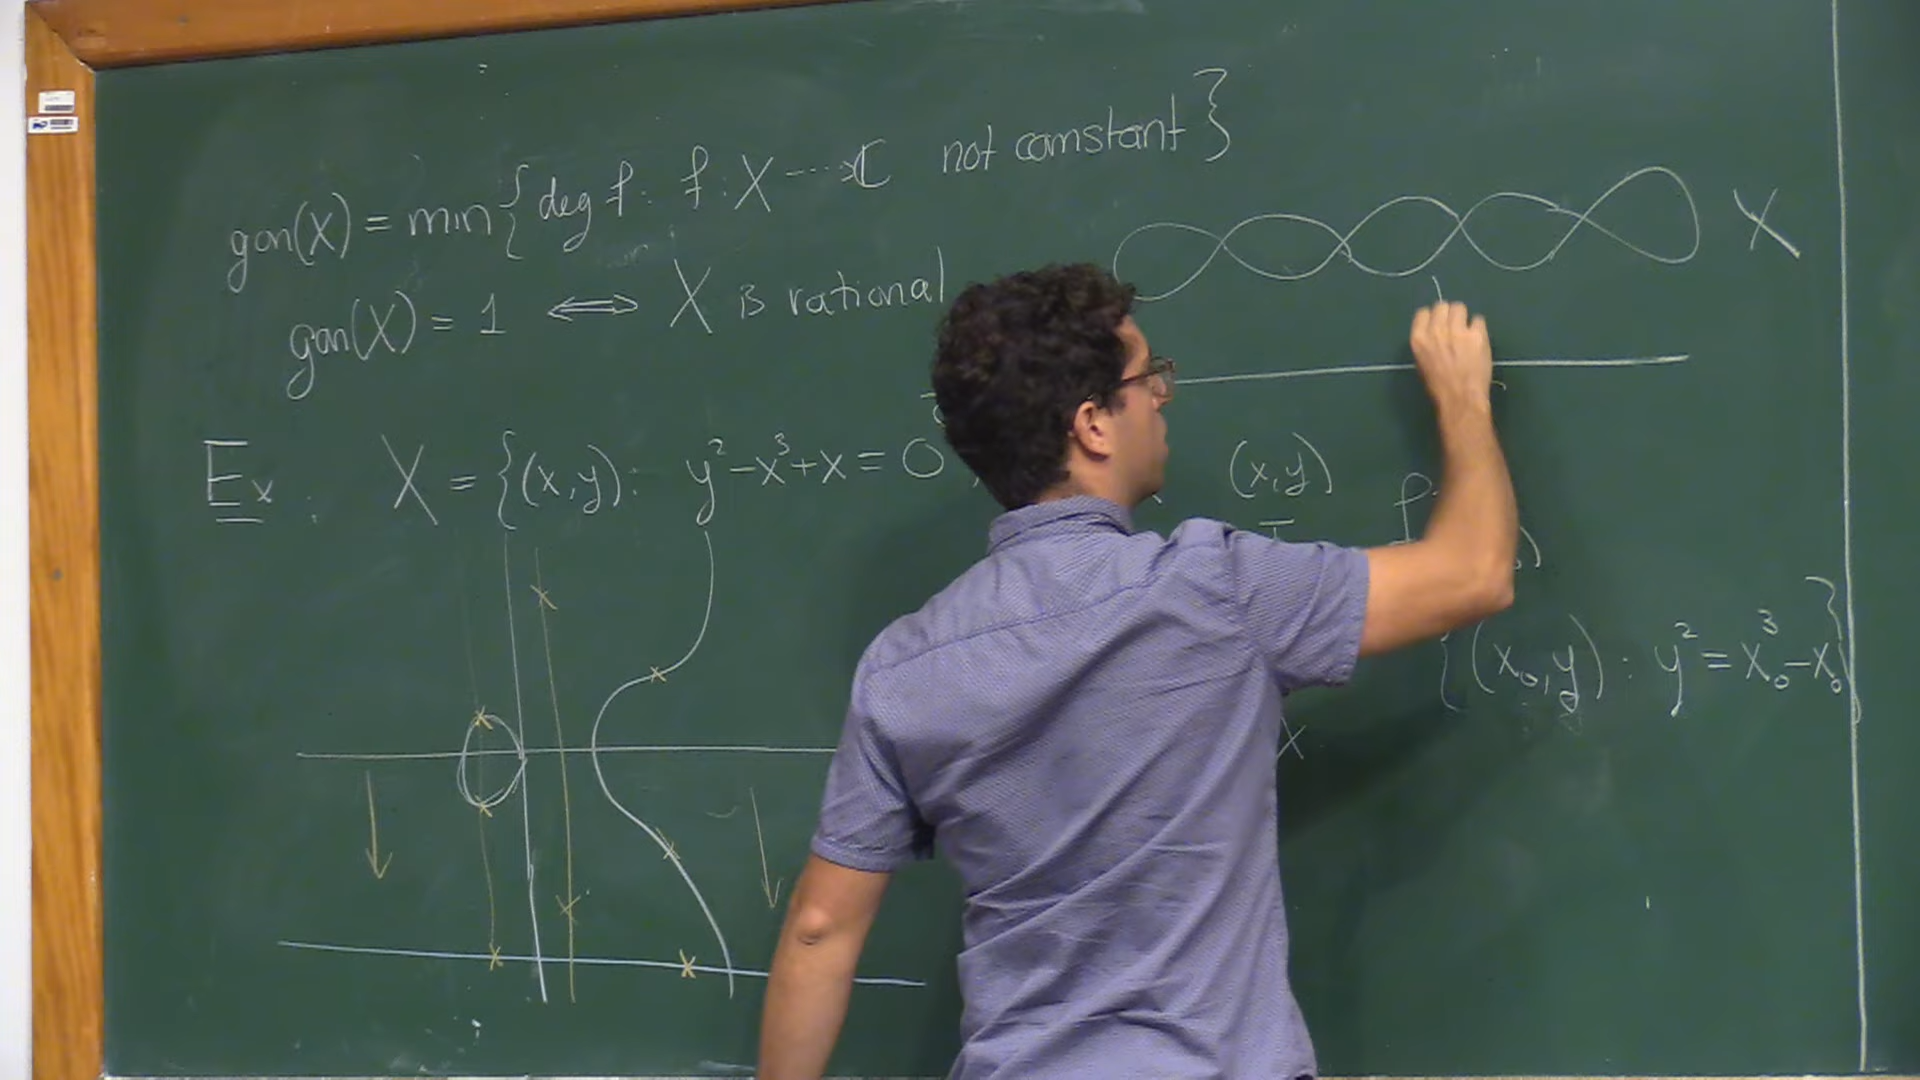 gon(X) = min{deg f : f : X ⇢ ℂ not constant}
gon(X) = 1 ⟺ X is rational
X
Ex : X = {(x,y) : y² - x³ + x = 0
(x,y)
{(x₀,y) : y² = x₀³ - x₀}
X